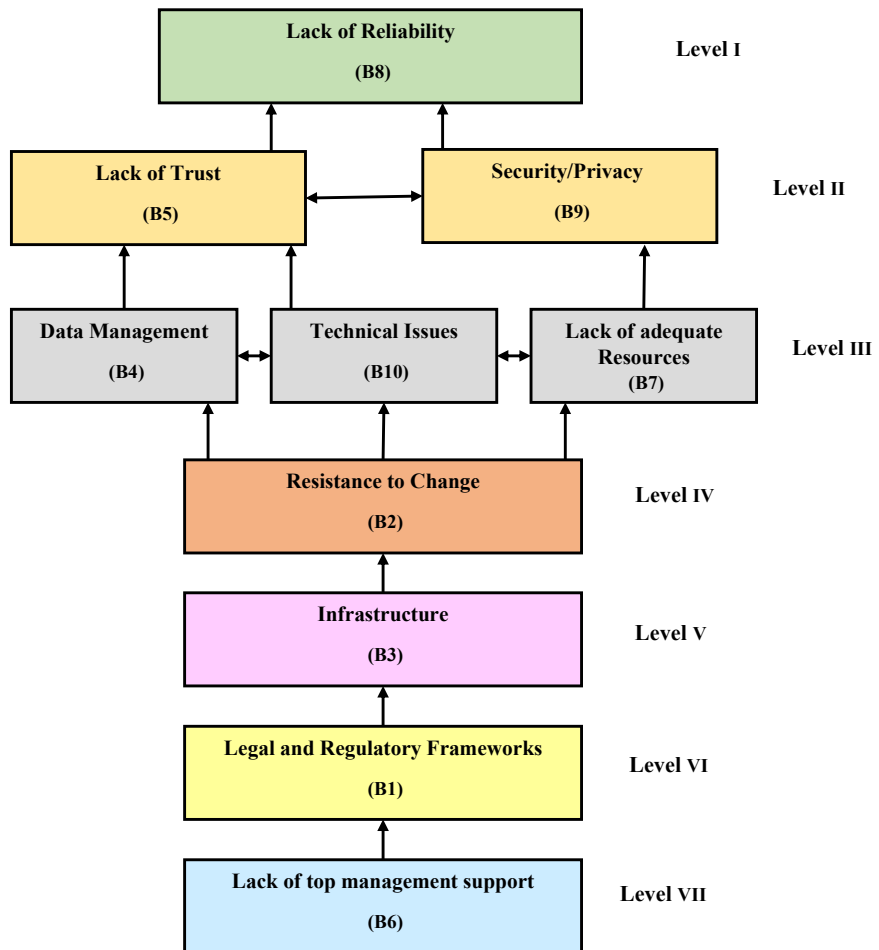 Lack of Reliability
(B8)
Level I
Lack of Trust
(B5)
Security/Privacy
(B9)
Level II
Data Management
(B4)
Technical Issues
(B10)
Lack of adequate
Resources
(B7)
Level III
Resistance to Change
(B2)
Level IV
Infrastructure
(B3)
Level V
Legal and Regulatory Frameworks
(B1)
Level VI
Lack of top management support
(B6)
Level VII